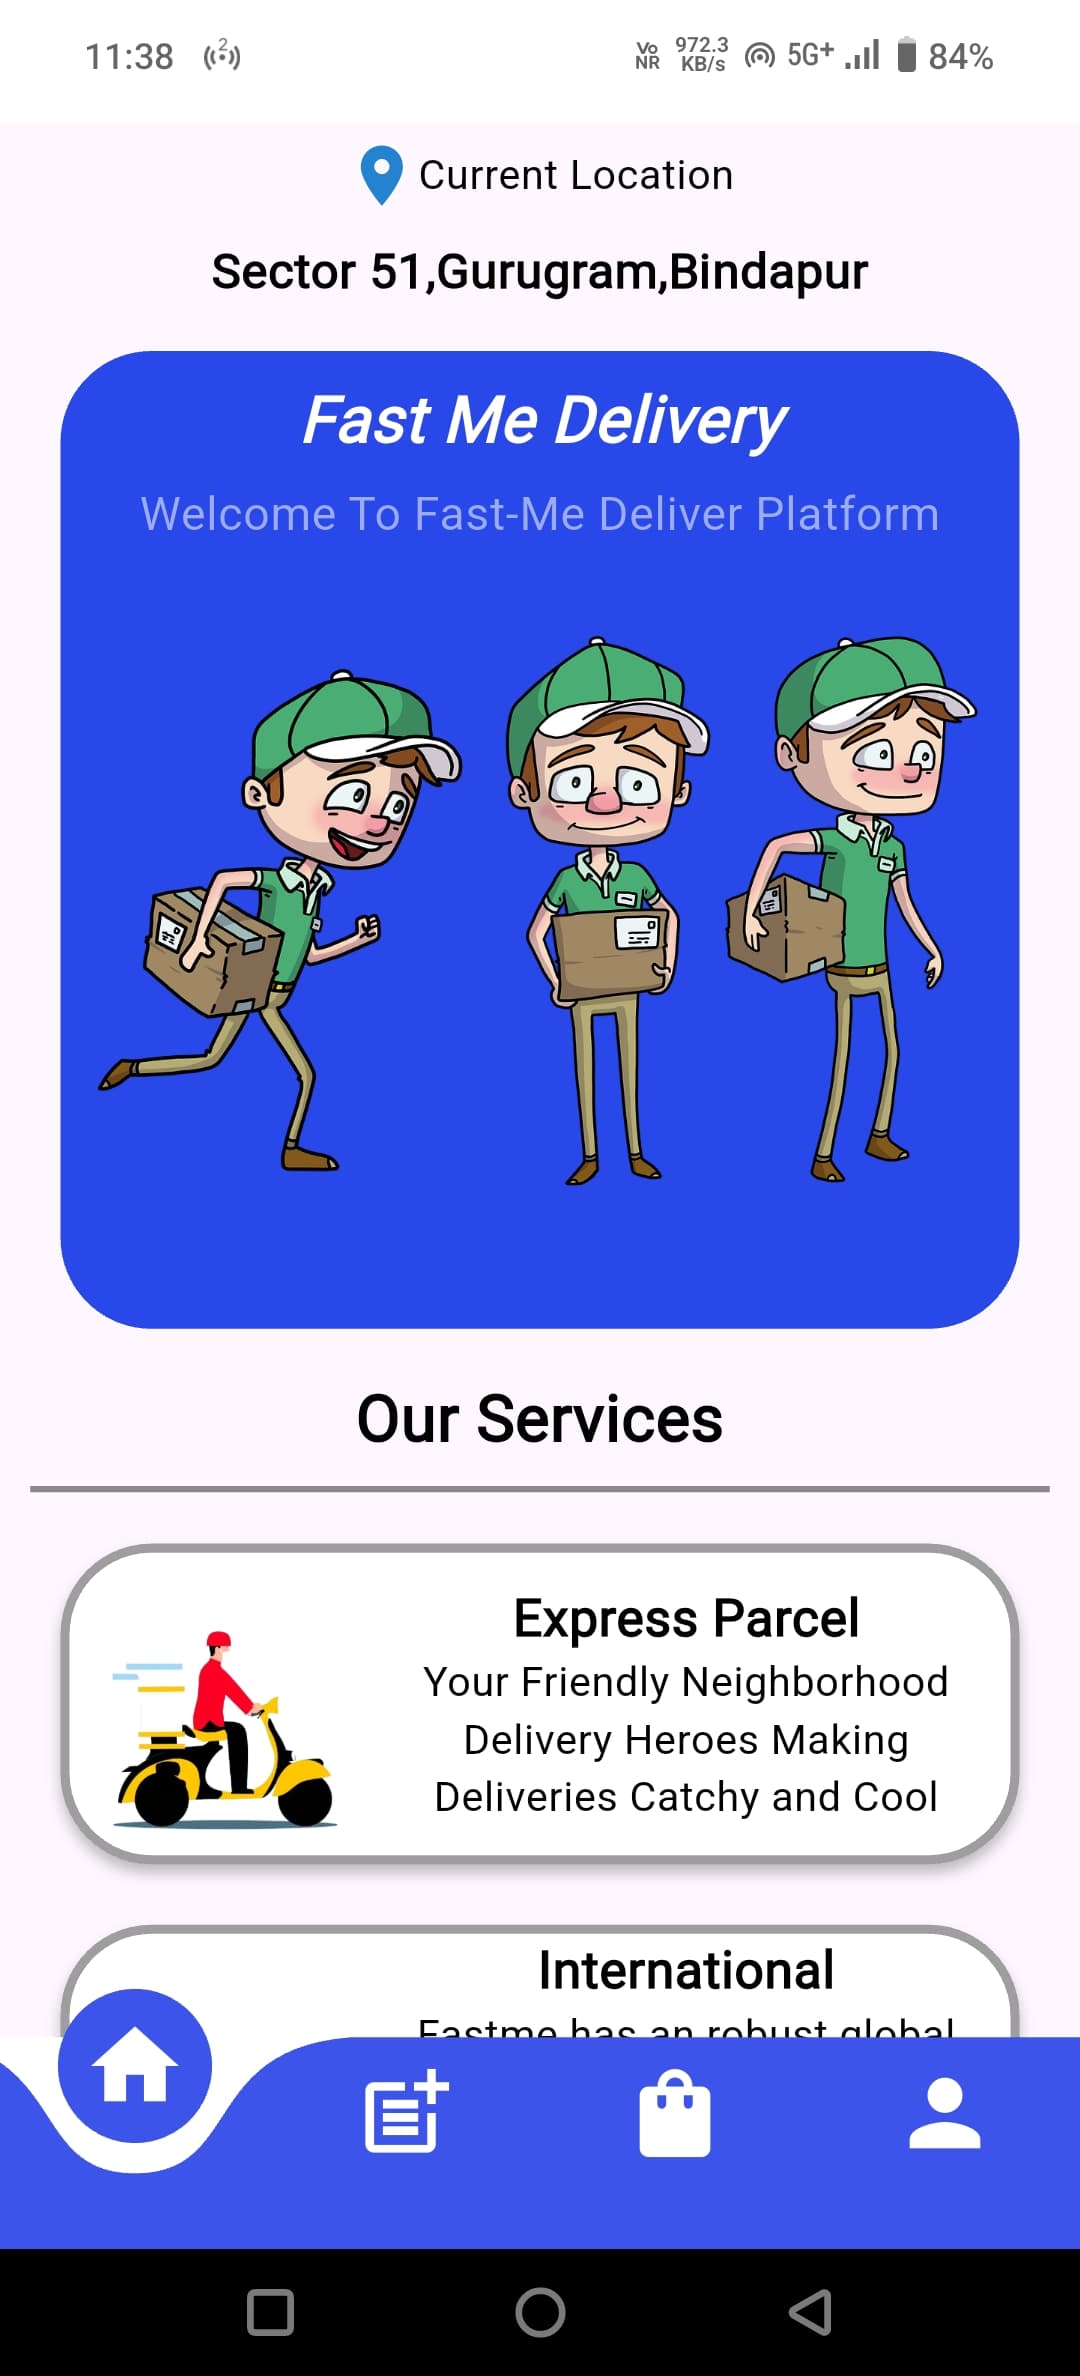 11:38
Vo NR 972.3 KB/s 5G+ 84%
Current Location
Sector 51,Gurugram,Bindapur
Fast Me Delivery
Welcome To Fast-Me Deliver Platform
Our Services
Express Parcel
Your Friendly Neighborhood
Delivery Heroes Making
Deliveries Catchy and Cool
International
Fastme has an robust global